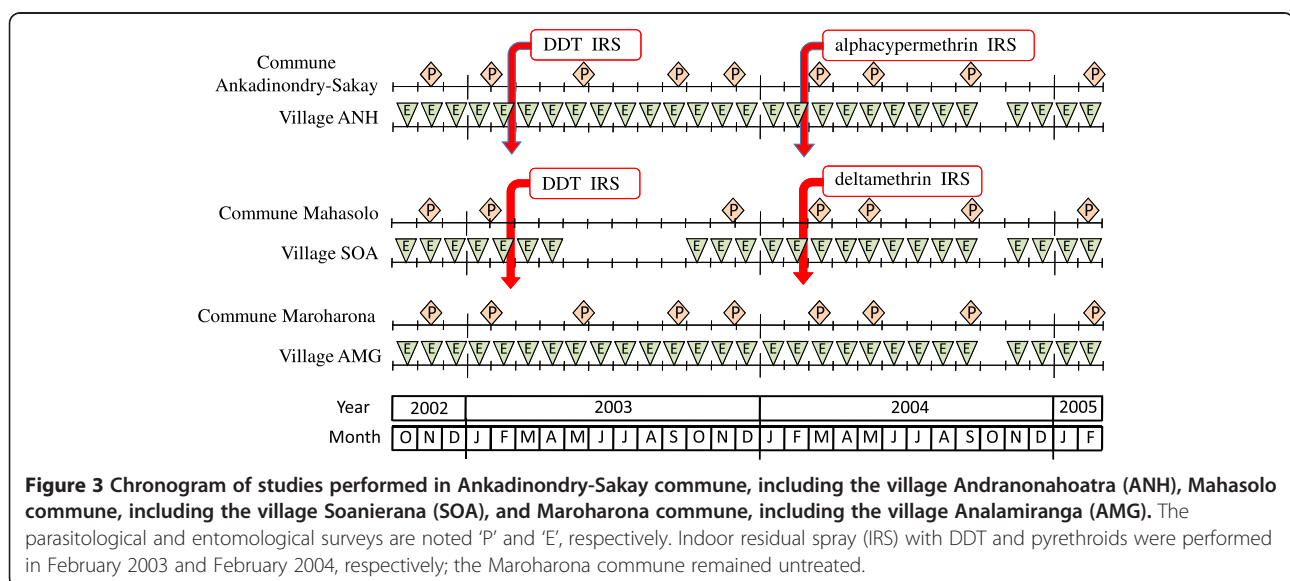 DDT IRS
alphacypermethrin IRS
Commune
Ankadinondry-Sakay
P P P P P P P P P
Village ANH
E E E E E E E E E E E E E E E E E E E E E E E E E E E E
DDT IRS
deltamethrin IRS
Commune Mahasolo
P P P P P P P
Village SOA
E E E E E E E E E E E E E E E E E E E E E E E
Commune Maroharona
P P P P P P P P P
Village AMG
E E E E E E E E E E E E E E E E E E E E E E E E E E E E
Year 2002 2003 2004 2005
Month O N D J F M A M J J A S O N D J F M A M J J A S O N D J F
Figure 3 Chronogram of studies performed in Ankadinondry-Sakay commune, including the village Andranonahoatra (ANH), Mahasolo
commune, including the village Soanierana (SOA), and Maroharona commune, including the village Analamiranga (AMG). The
parasitological and entomological surveys are noted ‘P’ and ‘E’, respectively. Indoor residual spray (IRS) with DDT and pyrethroids were performed
in February 2003 and February 2004, respectively; the Maroharona commune remained untreated.